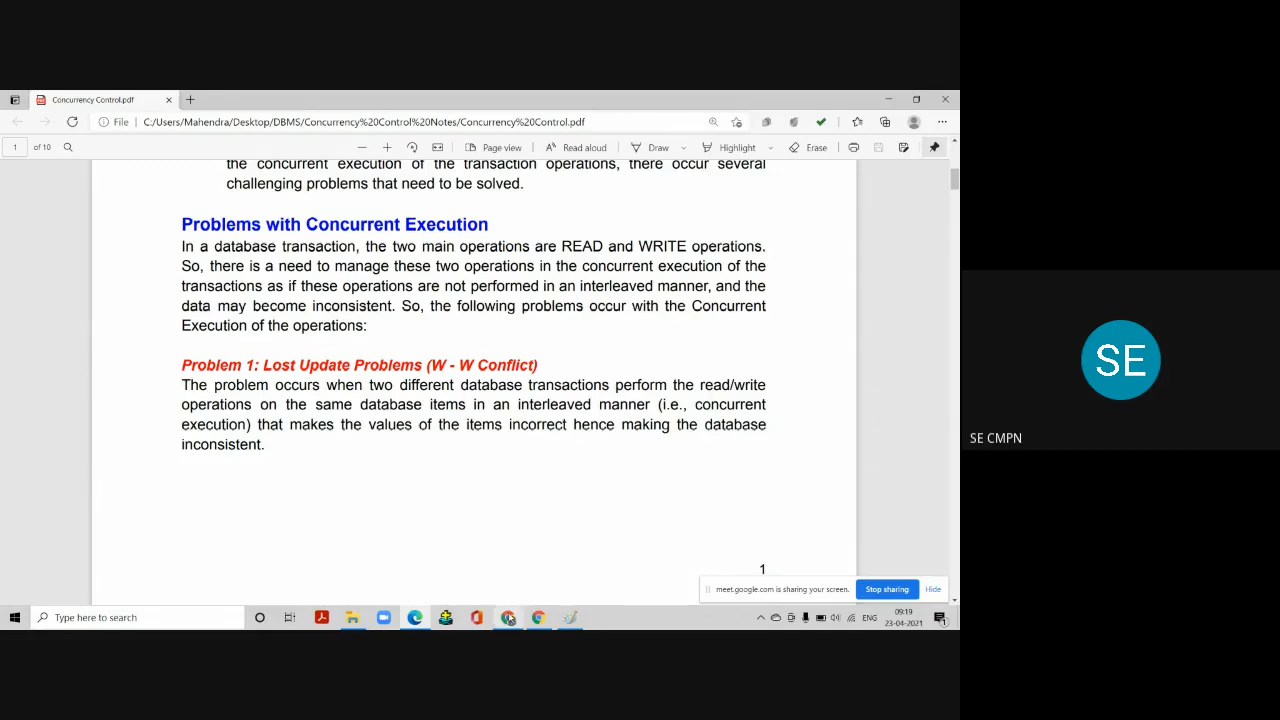 Concurrency Control.pdf
File
C:/Users/Mahendra/Desktop/DBMS/Concurrency%20Control%20Notes/Concurrency%20Control.pdf
1 of 10
Page view
Read aloud
Draw
Highlight
Erase
the concurrent execution of the transaction operations, there occur several
challenging problems that need to be solved.
Problems with Concurrent Execution
In a database transaction, the two main operations are READ and WRITE operations.
So, there is a need to manage these two operations in the concurrent execution of the
transactions as if these operations are not performed in an interleaved manner, and the
data may become inconsistent. So, the following problems occur with the Concurrent
Execution of the operations:
Problem 1: Lost Update Problems (W - W Conflict)
The problem occurs when two different database transactions perform the read/write
operations on the same database items in an interleaved manner (i.e., concurrent
execution) that makes the values of the items incorrect hence making the database
inconsistent.
1
meet.google.com is sharing your screen.
Stop sharing
Hide
Type here to search
ENG
09:19
23-04-2021
SE
SE CMPN